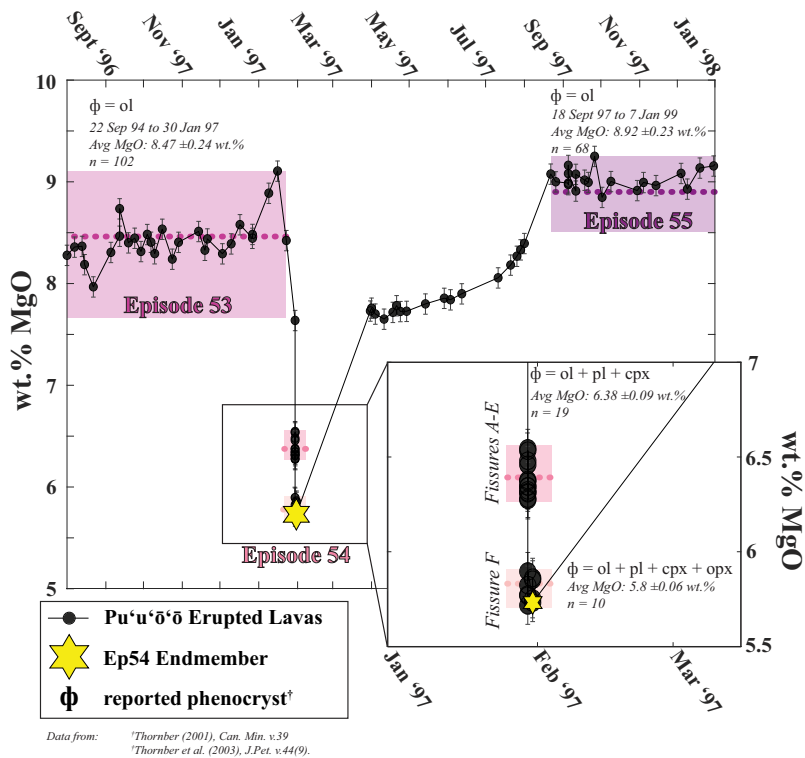 Sept ‘96
Nov ‘97
Jan ‘97
Mar ‘97
May ‘97
Jul ‘97
Sep ‘97
Nov ‘97
Jan ‘98
wt.% MgO
10
9
8
7
6
5
ϕ = ol
22 Sep 94 to 30 Jan 97
Avg MgO: 8.47 ±0.24 wt.%
n = 102
Episode 53
ϕ = ol
18 Sept 97 to 7 Jan 99
Avg MgO: 8.92 ±0.23 wt.%
n = 68
Episode 55
Episode 54
ϕ = ol + pl + cpx
Avg MgO: 6.38 ±0.09 wt.%
n = 19
Fissures A-E
ϕ = ol + pl + cpx + opx
Avg MgO: 5.8 ±0.06 wt.%
n = 10
Fissure F
7
6.5
6
5.5
wt.% MgO
Jan ‘97
Feb ‘97
Mar ‘97
Pu‘u‘ō‘ō Erupted Lavas
Ep54 Endmember
ϕ reported phenocryst†
Data from: †Thornber (2001), Can. Min. v.39
†Thornber et al. (2003), J.Pet. v.44(9).